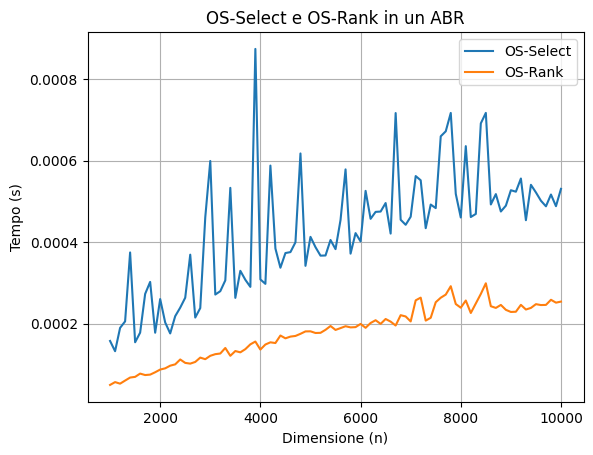 OS-Select e OS-Rank in un ABR
OS-Select
OS-Rank
0.0008
0.0006
0.0004
0.0002
Tempo (s)
2000 4000 6000 8000 10000
Dimensione (n)